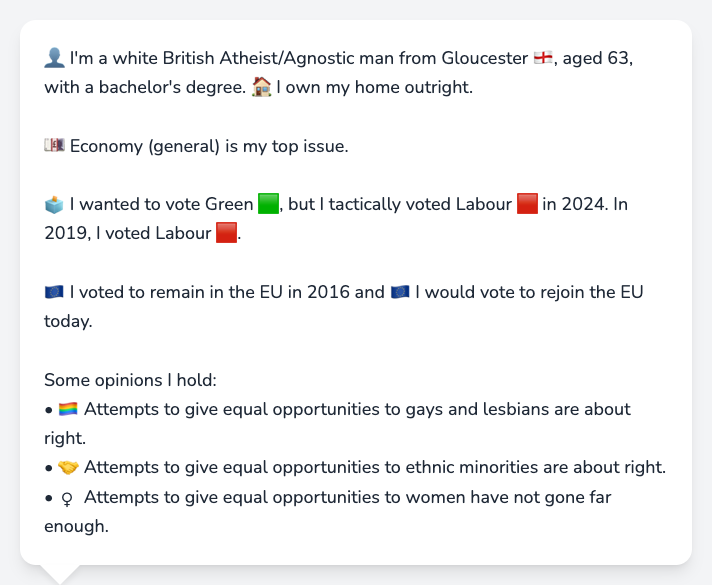 👤 I'm a white British Atheist/Agnostic man from Gloucester 🏴󠁧󠁢󠁥󠁮󠁧󠁿, aged 63,
with a bachelor's degree. 🏠 I own my home outright.
💷 Economy (general) is my top issue.
🗳️ I wanted to vote Green 🟩, but I tactically voted Labour 🟥 in 2024. In
2019, I voted Labour 🟥.
🇪🇺 I voted to remain in the EU in 2016 and 🇪🇺 I would vote to rejoin the EU
today.
Some opinions I hold:
• 🏳️‍🌈 Attempts to give equal opportunities to gays and lesbians are about
right.
• 🤝 Attempts to give equal opportunities to ethnic minorities are about right.
• ♀ Attempts to give equal opportunities to women have not gone far
enough.